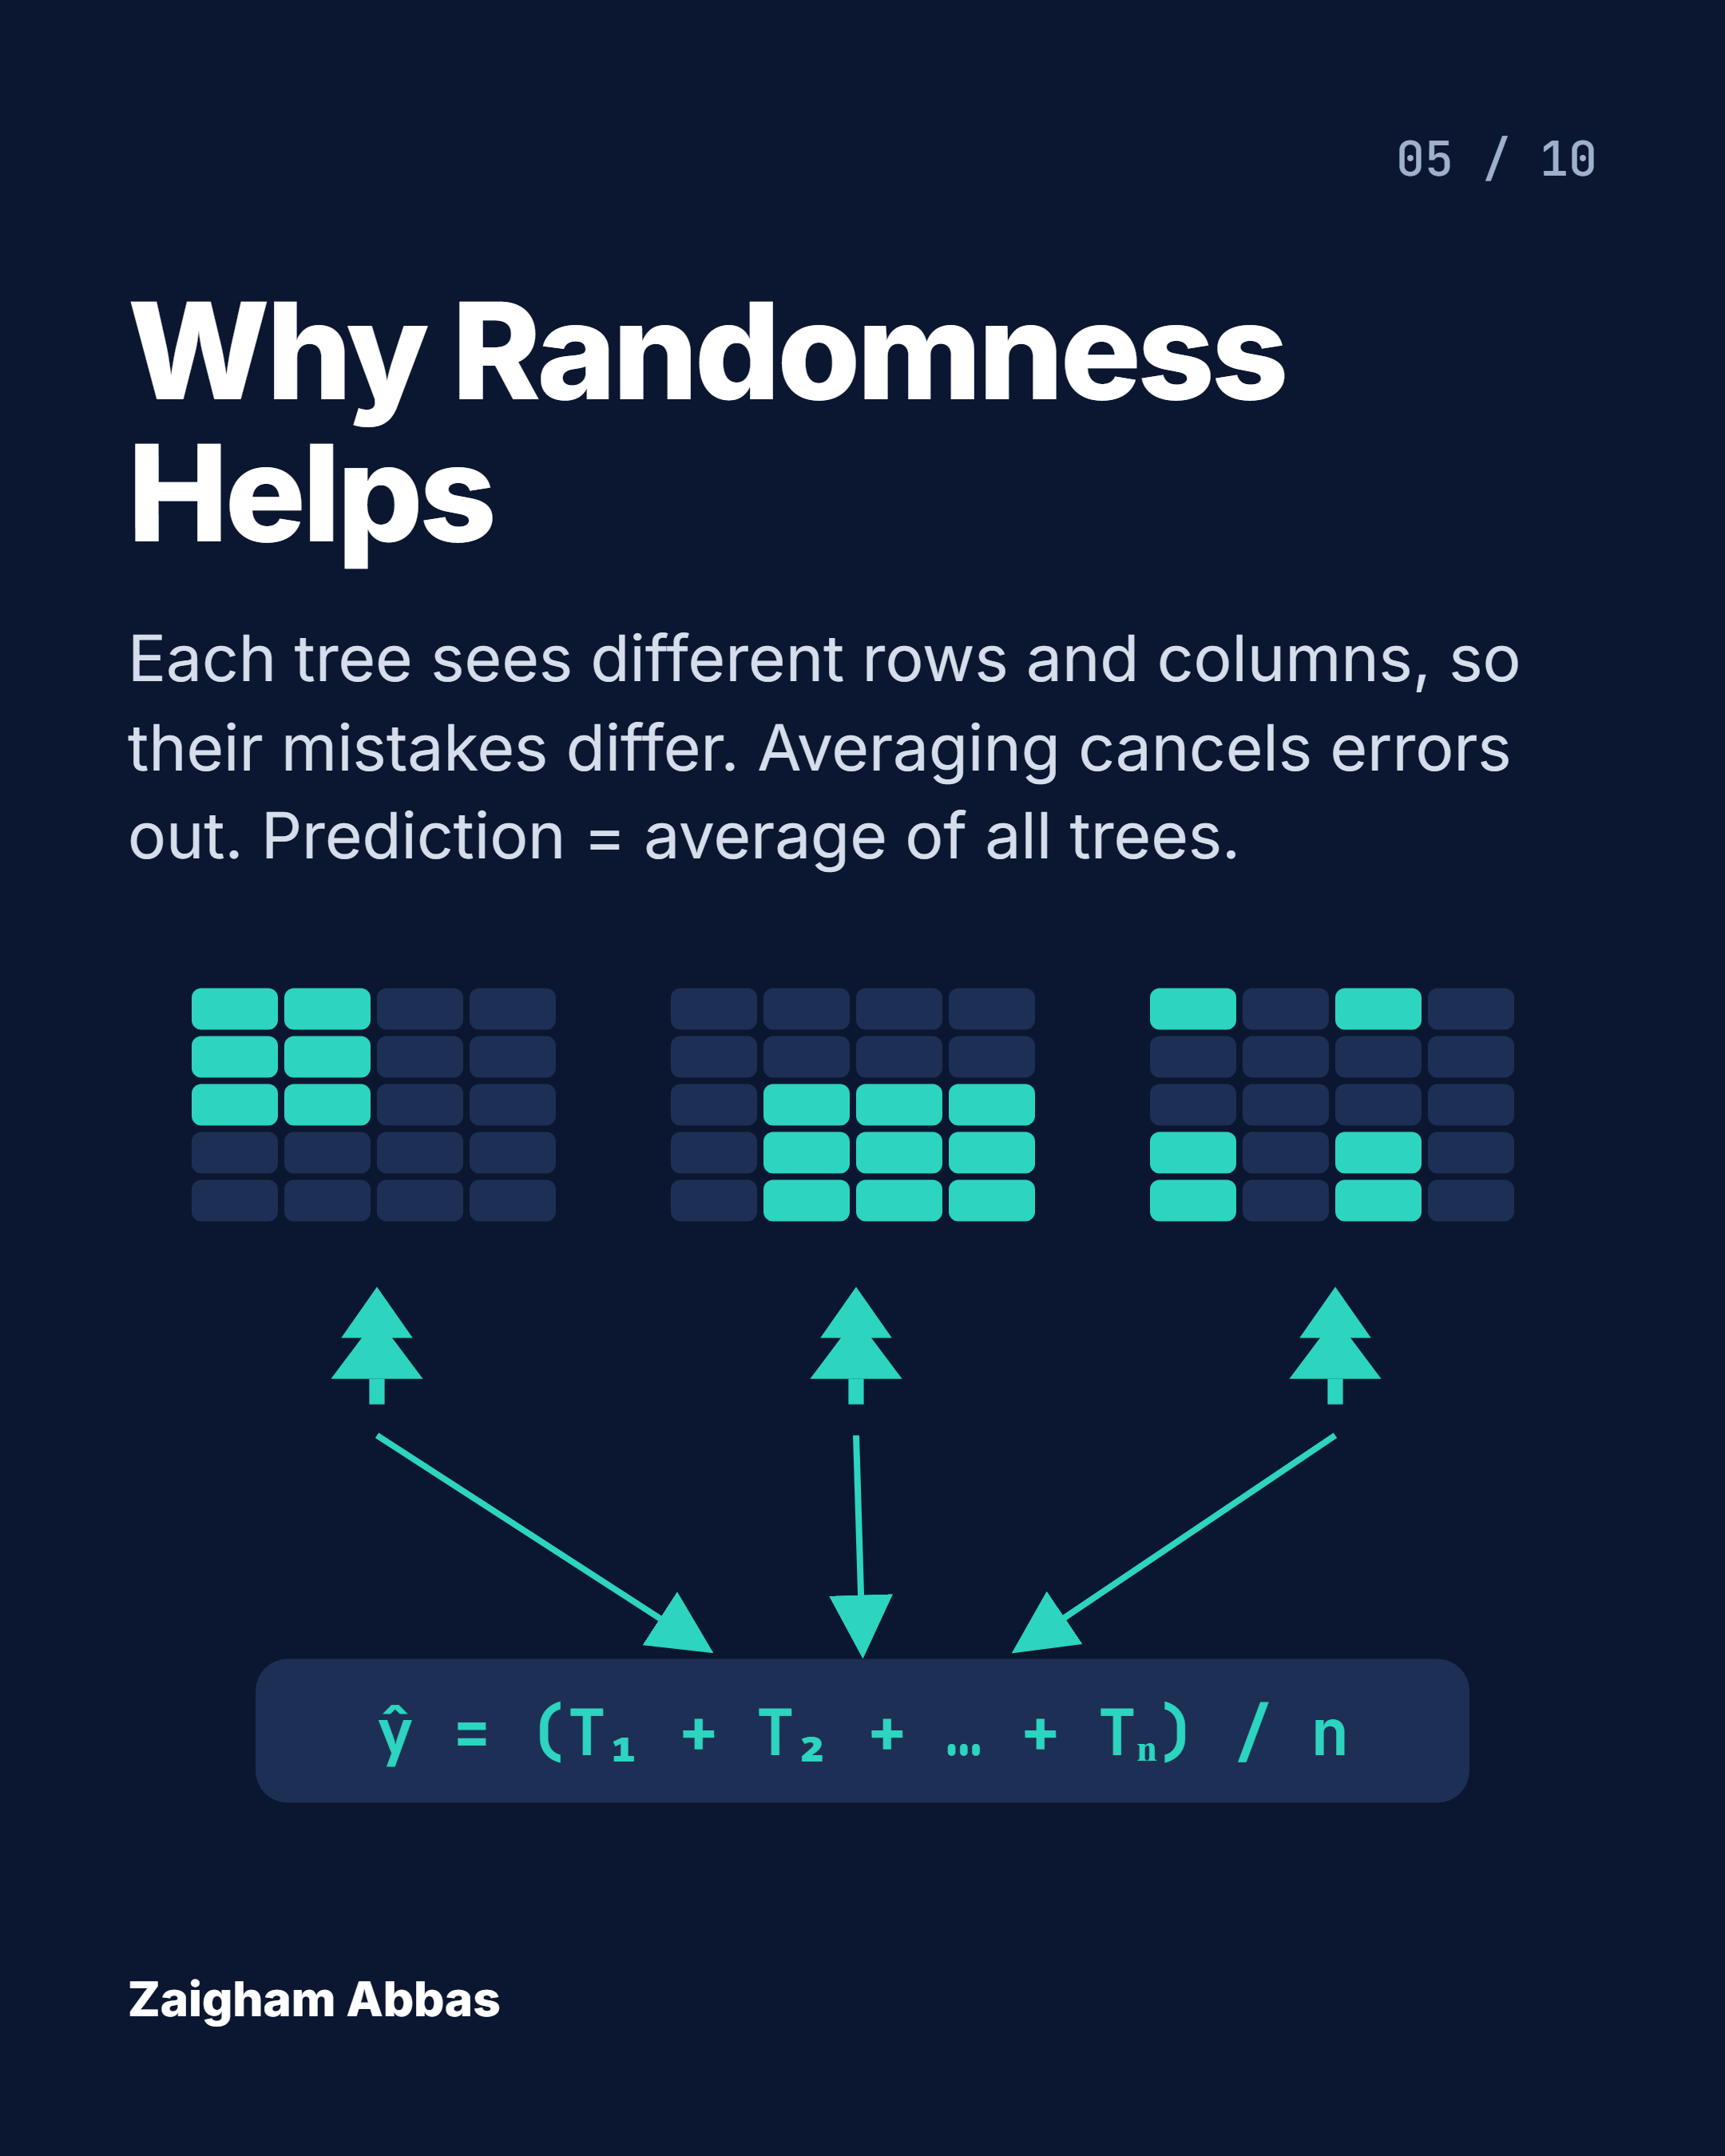 05 / 10
Why Randomness
Helps
Each tree sees different rows and columns, so
their mistakes differ. Averaging cancels errors
out. Prediction = average of all trees.
ŷ = (T₁ + T₂ + … + Tₙ) / n
Zaigham Abbas